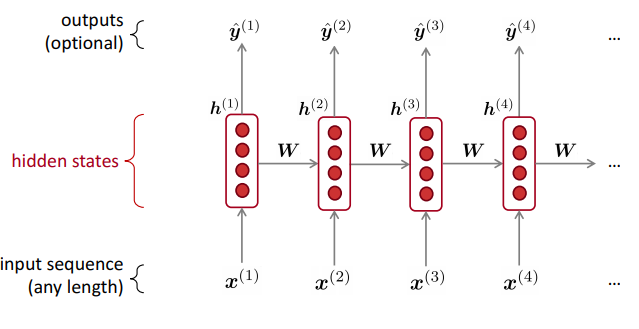 outputs
(optional)
ŷ⁽¹⁾ ŷ⁽²⁾ ŷ⁽³⁾ ŷ⁽⁴⁾ ...
h⁽¹⁾ h⁽²⁾ h⁽³⁾ h⁽⁴⁾
hidden states
W W W W ...
input sequence
(any length)
x⁽¹⁾ x⁽²⁾ x⁽³⁾ x⁽⁴⁾ ...